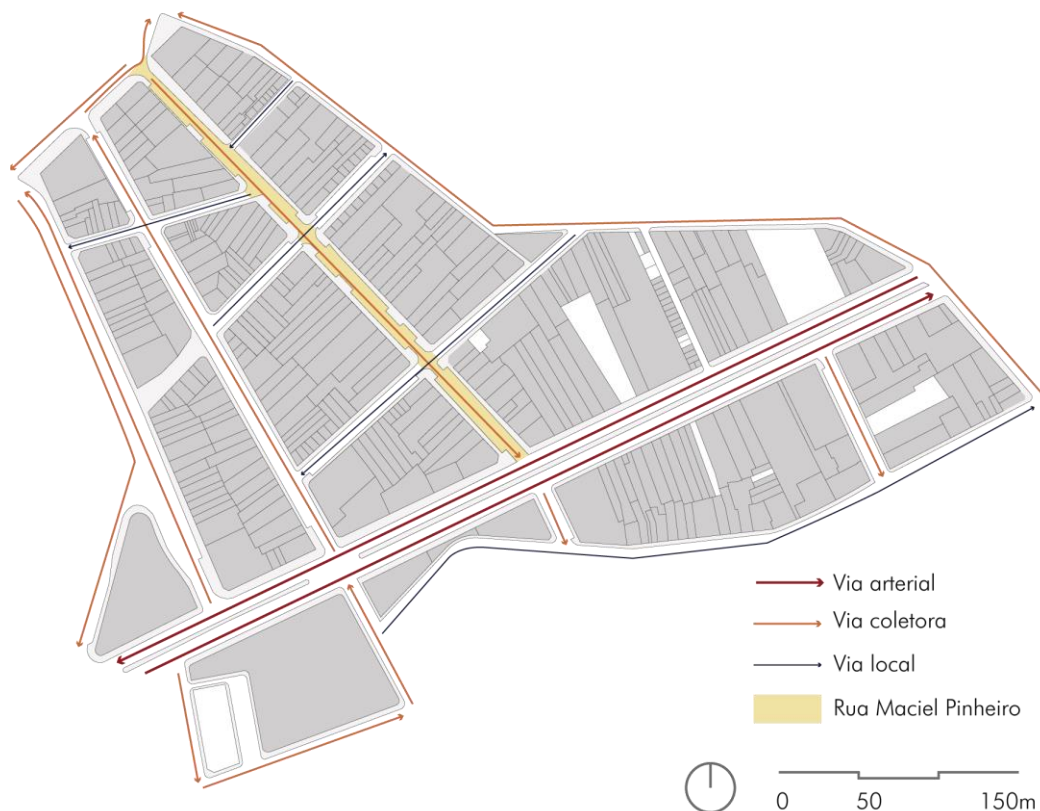 Via arterial
Via coletora
Via local
Rua Maciel Pinheiro
0 50 150m